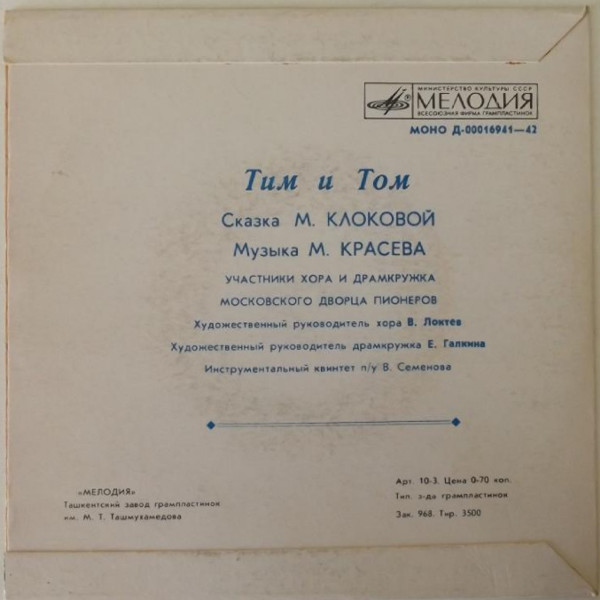 МИНИСТЕРСТВО КУЛЬТУРЫ СССР
МЕЛОДИЯ
ВСЕСОЮЗНАЯ ФИРМА ГРАМПЛАСТИНОК
МОНО Д-00016941—42
Тим и Том
Сказка М. КЛОКОВОЙ
Музыка М. КРАСЕВА
УЧАСТНИКИ ХОРА И ДРАМКРУЖКА
МОСКОВСКОГО ДВОРЦА ПИОНЕРОВ
Художественный руководитель хора В. Локтев
Художественный руководитель драмкружка Е. Галкина
Инструментальный квинтет п/у В. Семенова
«МЕЛОДИЯ»
Ташкентский завод грампластинок
им. М. Т. Ташмухамедова
Арт. 10-3. Цена 0-70 коп.
Тип. з-да грампластинок
Зак. 968. Тир. 3500